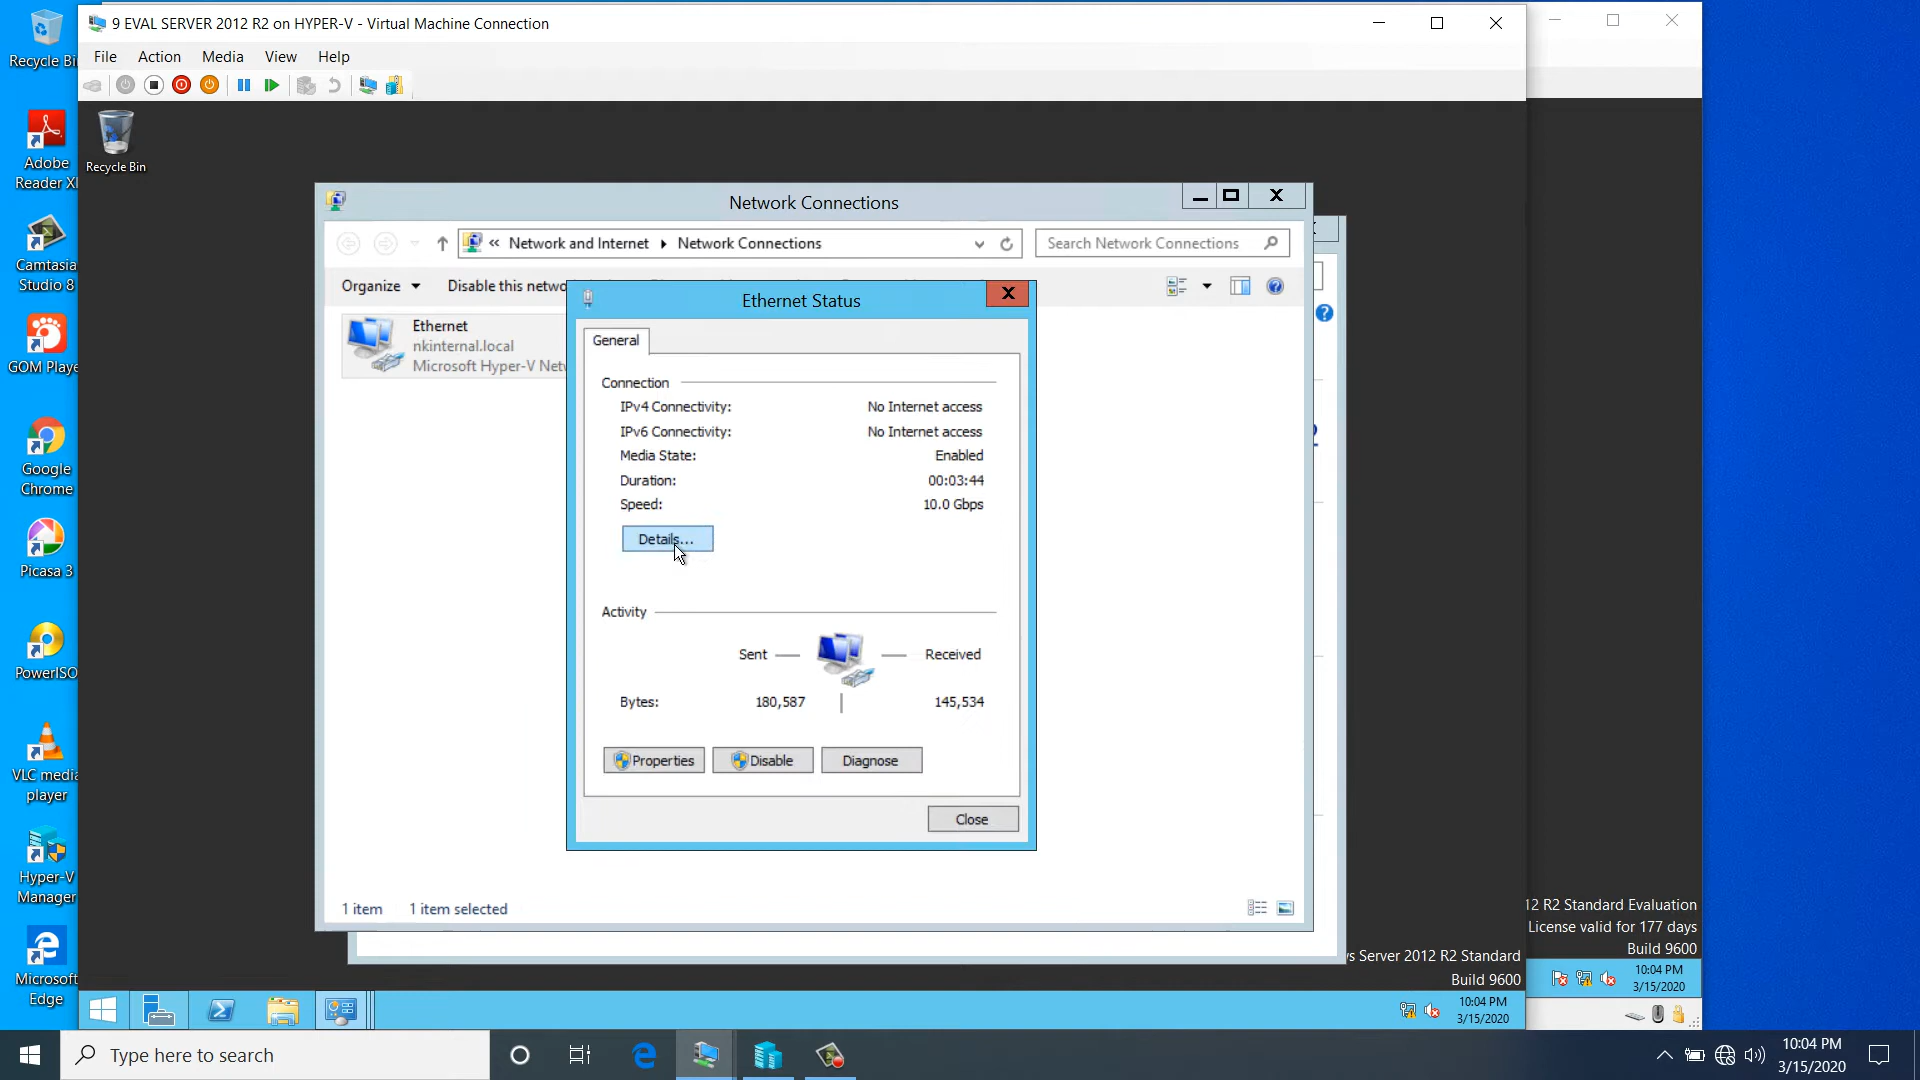 9 EVAL SERVER 2012 R2 on HYPER-V - Virtual Machine Connection
File Action Media View Help
Recycle Bi
Adobe
Reader XI
Camtasia
Studio 8
GOM Playe
Google
Chrome
Picasa 3
PowerISO
VLC media
player
Hyper-V
Manager
Microsoft
Edge
Recycle Bin
Network Connections
« Network and Internet Network Connections
Search Network Connections
Organize Disable this netwo
Ethernet
nkinternal.local
Microsoft Hyper-V Net
Ethernet Status
General
Connection
IPv4 Connectivity: No Internet access
IPv6 Connectivity: No Internet access
Media State: Enabled
Duration: 00:03:44
Speed: 10.0 Gbps
Details...
Activity
Sent — — Received
Bytes: 180,587 145,534
Properties Disable Diagnose
Close
1 item 1 item selected
s Server 2012 R2 Standard
Build 9600
10:04 PM
3/15/2020
12 R2 Standard Evaluation
License valid for 177 days
Build 9600
10:04 PM
3/15/2020
Type here to search
10:04 PM
3/15/2020